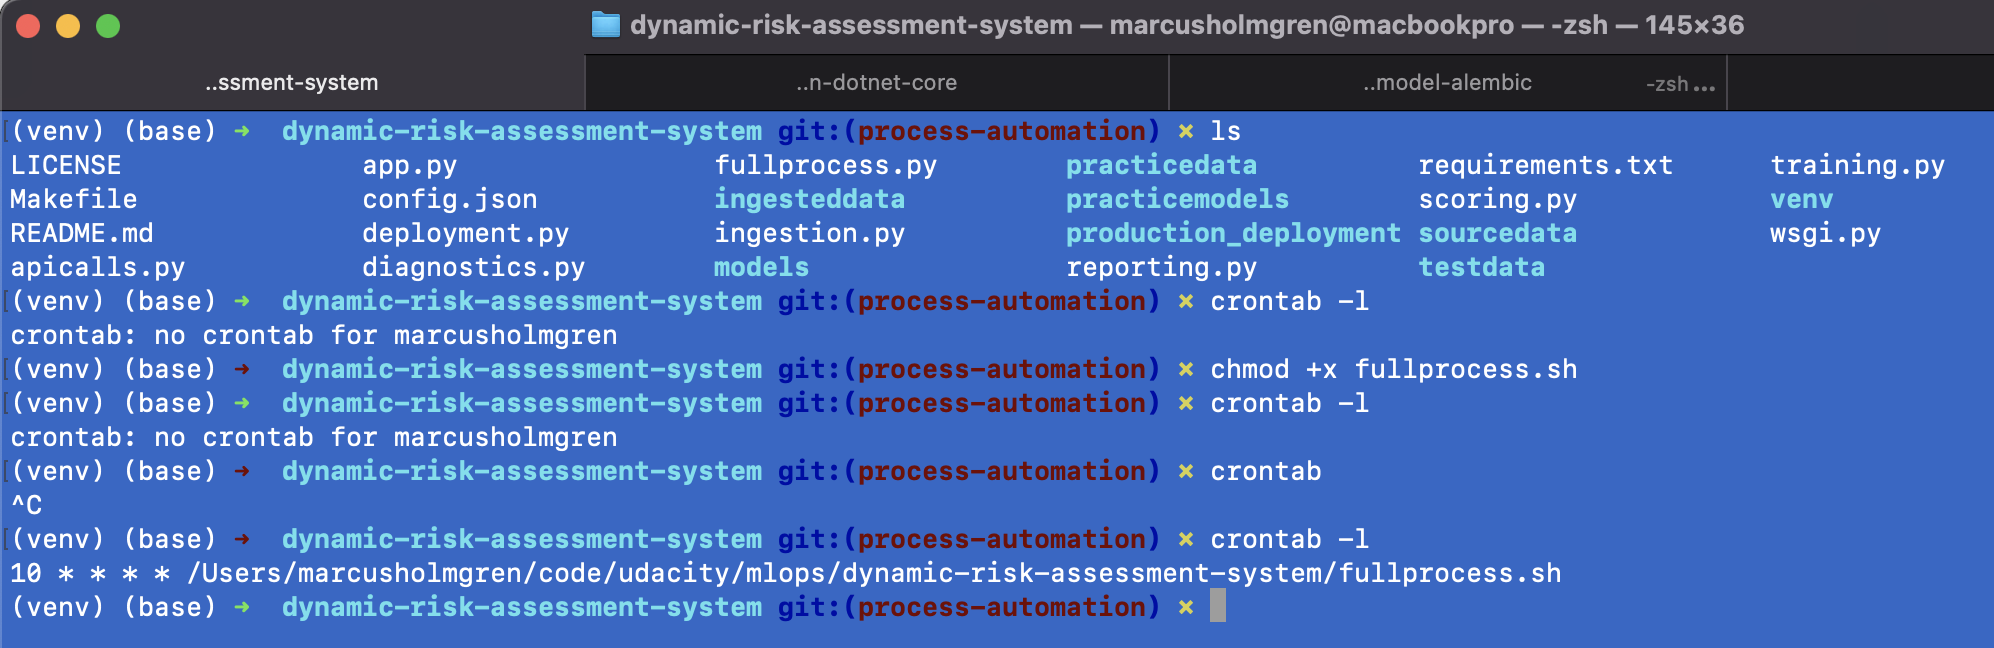 dynamic-risk-assessment-system — marcusholmgren@macbookpro — -zsh — 145×36
..ssment-system ..n-dotnet-core ..model-alembic -zsh ...
(venv) (base) ➜ dynamic-risk-assessment-system git:(process-automation) ✗ ls
LICENSE app.py fullprocess.py practicedata requirements.txt training.py
Makefile config.json ingesteddata practicemodels scoring.py venv
README.md deployment.py ingestion.py production_deployment sourcedata wsgi.py
apicalls.py diagnostics.py models reporting.py testdata
(venv) (base) ➜ dynamic-risk-assessment-system git:(process-automation) ✗ crontab -l
crontab: no crontab for marcusholmgren
(venv) (base) ➜ dynamic-risk-assessment-system git:(process-automation) ✗ chmod +x fullprocess.sh
(venv) (base) ➜ dynamic-risk-assessment-system git:(process-automation) ✗ crontab -l
crontab: no crontab for marcusholmgren
(venv) (base) ➜ dynamic-risk-assessment-system git:(process-automation) ✗ crontab
^C
(venv) (base) ➜ dynamic-risk-assessment-system git:(process-automation) ✗ crontab -l
10 * * * * /Users/marcusholmgren/code/udacity/mlops/dynamic-risk-assessment-system/fullprocess.sh
(venv) (base) ➜ dynamic-risk-assessment-system git:(process-automation) ✗